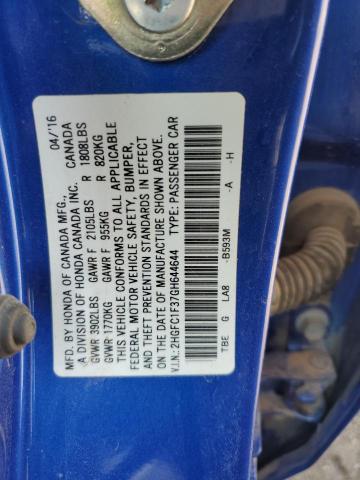 MFD. BY HONDA OF CANADA MFG., 04/'16
A DIVISION OF HONDA CANADA INC. CANADA
GVWR 3902LBS GAWR F 2105LBS R 1808LBS
GVWR 1770KG GAWR F 955KG R 820KG
THIS VEHICLE CONFORMS TO ALL APPLICABLE
FEDERAL MOTOR VEHICLE SAFETY, BUMPER,
AND THEFT PREVENTION STANDARDS IN EFFECT
ON THE DATE OF MANUFACTURE SHOWN ABOVE.
V.I.N.: 2HGFC1F37GH644644 TYPE: PASSENGER CAR
TBE G LA8 -B593M -A -H